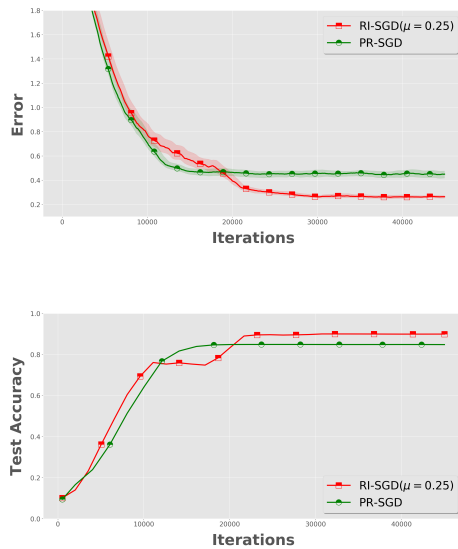 1.8
1.6
1.4
1.2
1.0
0.8
0.6
0.4
0.2
Error
RI-SGD(μ = 0.25)
PR-SGD
0 10000 20000 30000 40000
Iterations
1.0
0.8
0.6
0.4
0.2
0.0
Test Accuracy
RI-SGD(μ = 0.25)
PR-SGD
0 10000 20000 30000 40000
Iterations